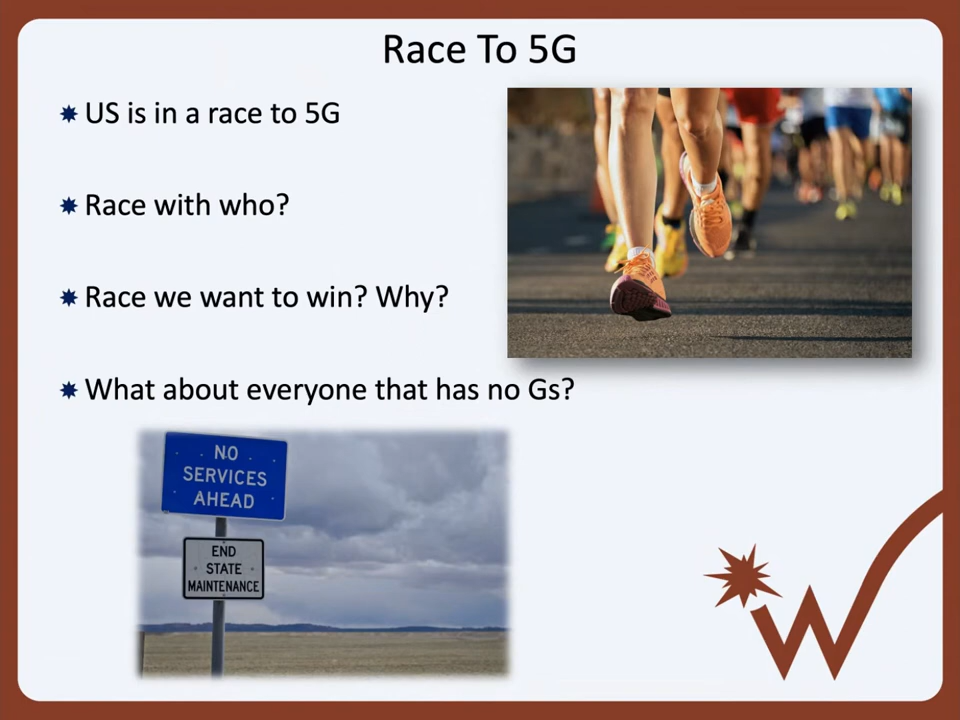 Race To 5G
US is in a race to 5G
Race with who?
Race we want to win? Why?
What about everyone that has no Gs?
NO
SERVICES
AHEAD
END
STATE
MAINTENANCE
W